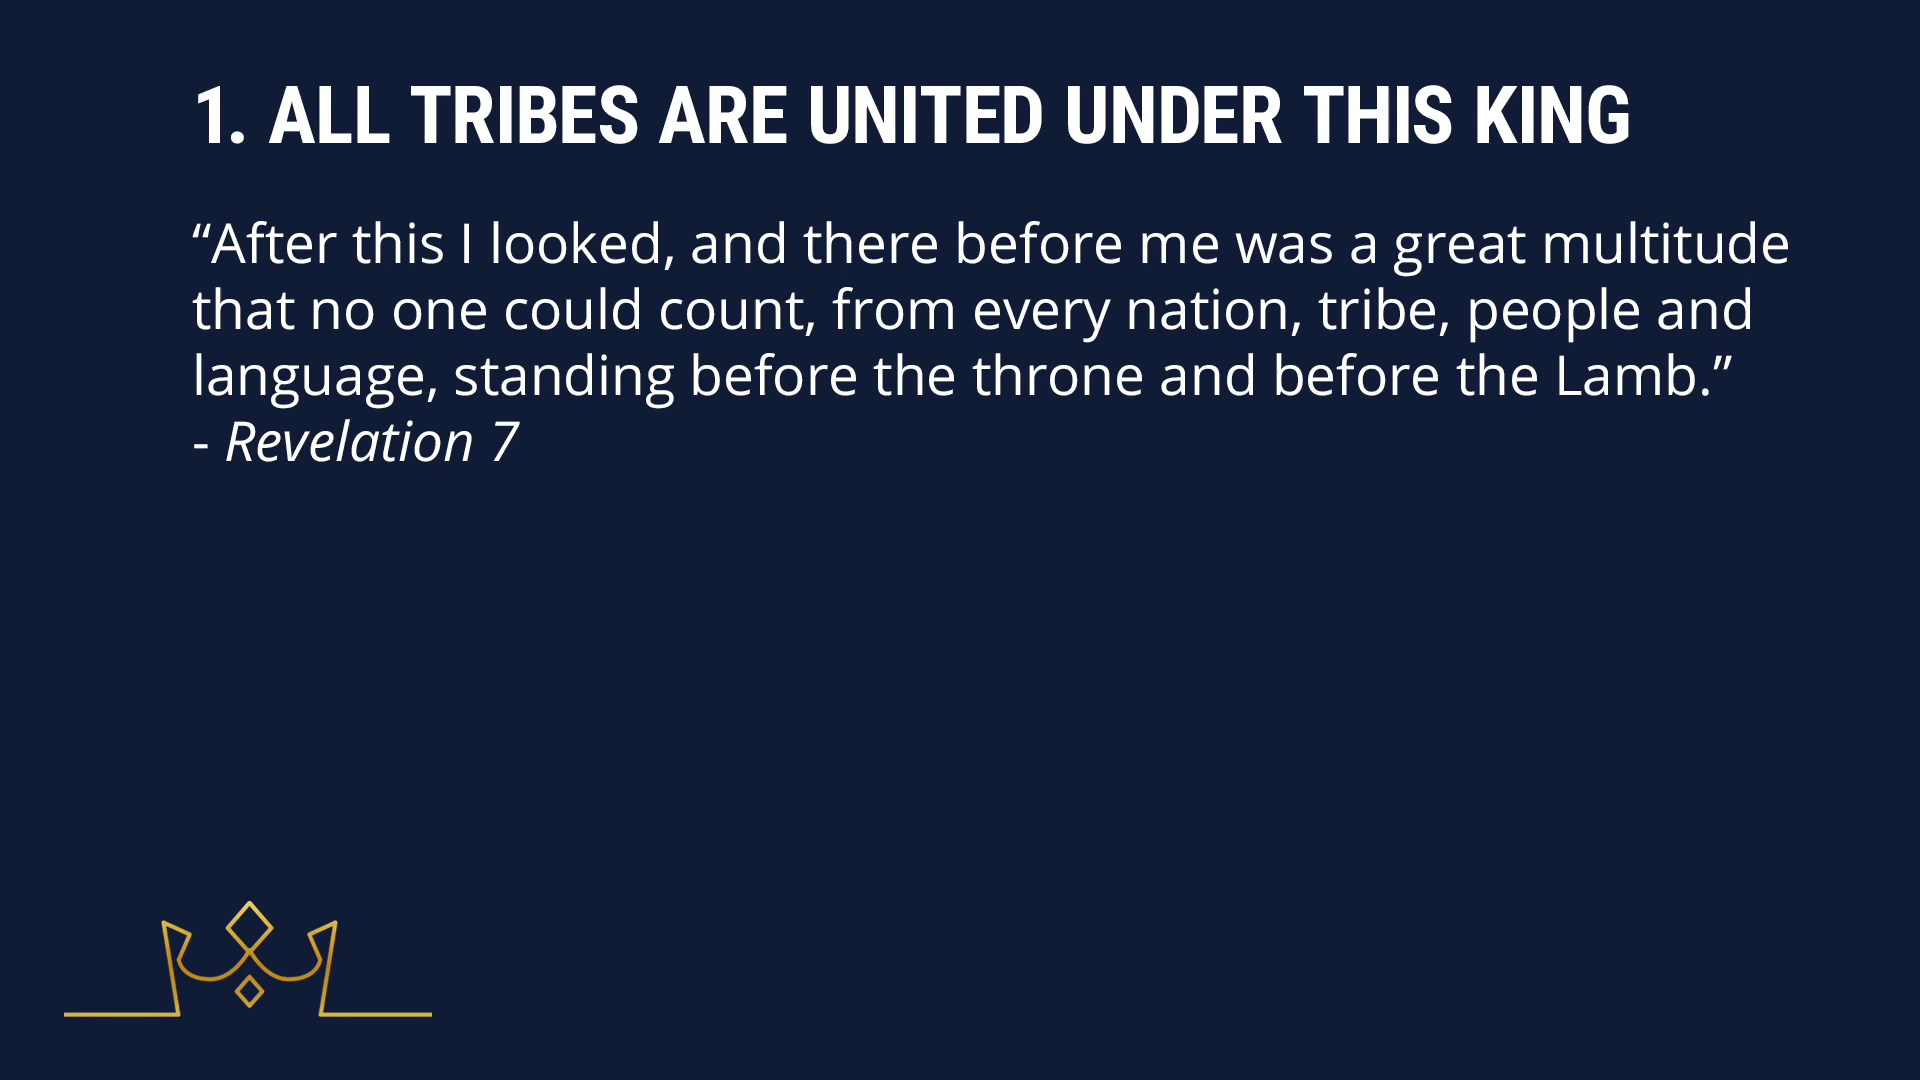 1. ALL TRIBES ARE UNITED UNDER THIS KING
“After this I looked, and there before me was a great multitude
that no one could count, from every nation, tribe, people and
language, standing before the throne and before the Lamb.”
- Revelation 7